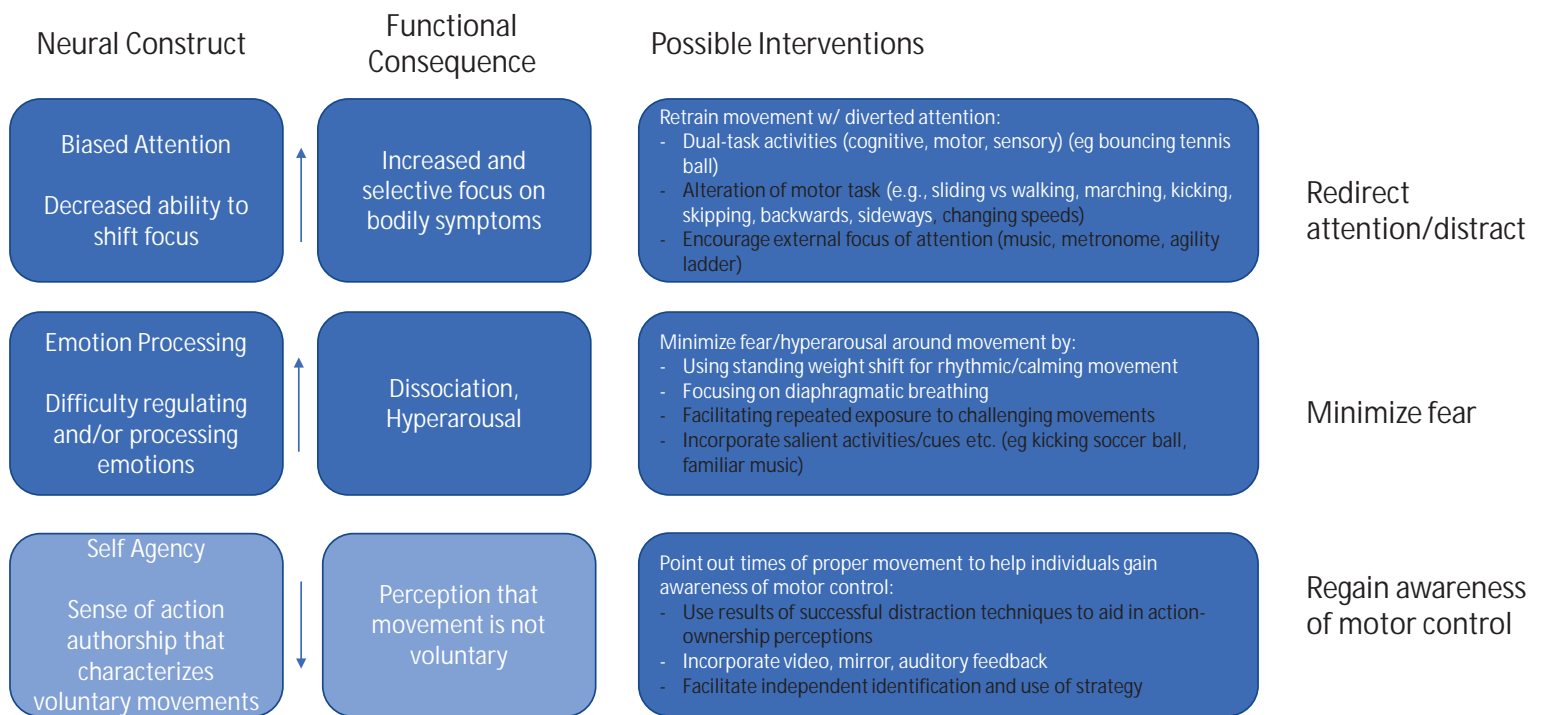 Neural Construct
Functional
Consequence
Possible Interventions
Biased Attention
Decreased ability to
shift focus
Increased and
selective focus on
bodily symptoms
Retrain movement w/ diverted attention:
- Dual-task activities (cognitive, motor, sensory) (eg bouncing tennis
ball)
- Alteration of motor task (e.g., sliding vs walking, marching, kicking,
skipping, backwards, sideways, changing speeds)
- Encourage external focus of attention (music, metronome, agility
ladder)
Redirect
attention/distract
Emotion Processing
Difficulty regulating
and/or processing
emotions
Dissociation,
Hyperarousal
Minimize fear/hyperarousal around movement by:
- Using standing weight shift for rhythmic/calming movement
- Focusing on diaphragmatic breathing
- Facilitating repeated exposure to challenging movements
- Incorporate salient activities/cues etc. (eg kicking soccer ball,
familiar music)
Minimize fear
Self Agency
Sense of action
authorship that
characterizes
voluntary movements
Perception that
movement is not
voluntary
Point out times of proper movement to help individuals gain
awareness of motor control:
- Use results of successful distraction techniques to aid in action-
ownership perceptions
- Incorporate video, mirror, auditory feedback
- Facilitate independent identification and use of strategy
Regain awareness
of motor control